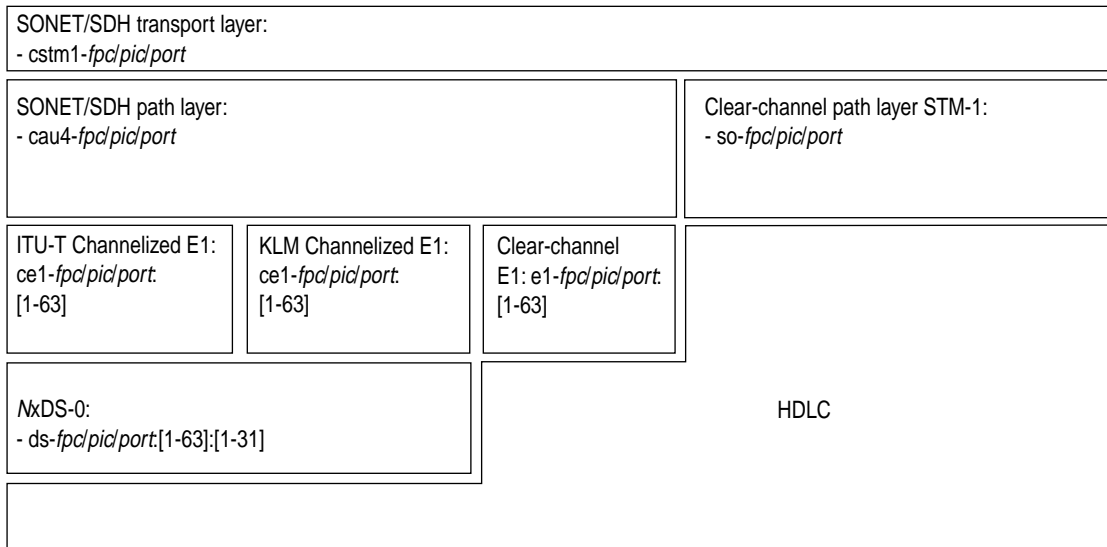 SONET/SDH transport layer:
- cstm1-fpc/pic/port
SONET/SDH path layer:
- cau4-fpc/pic/port
Clear-channel path layer STM-1:
- so-fpc/pic/port
ITU-T Channelized E1:
ce1-fpc/pic/port:
[1-63]
KLM Channelized E1:
ce1-fpc/pic/port:
[1-63]
Clear-channel
E1: e1-fpc/pic/port:
[1-63]
NxDS-0:
- ds-fpc/pic/port:[1-63]:[1-31]
HDLC